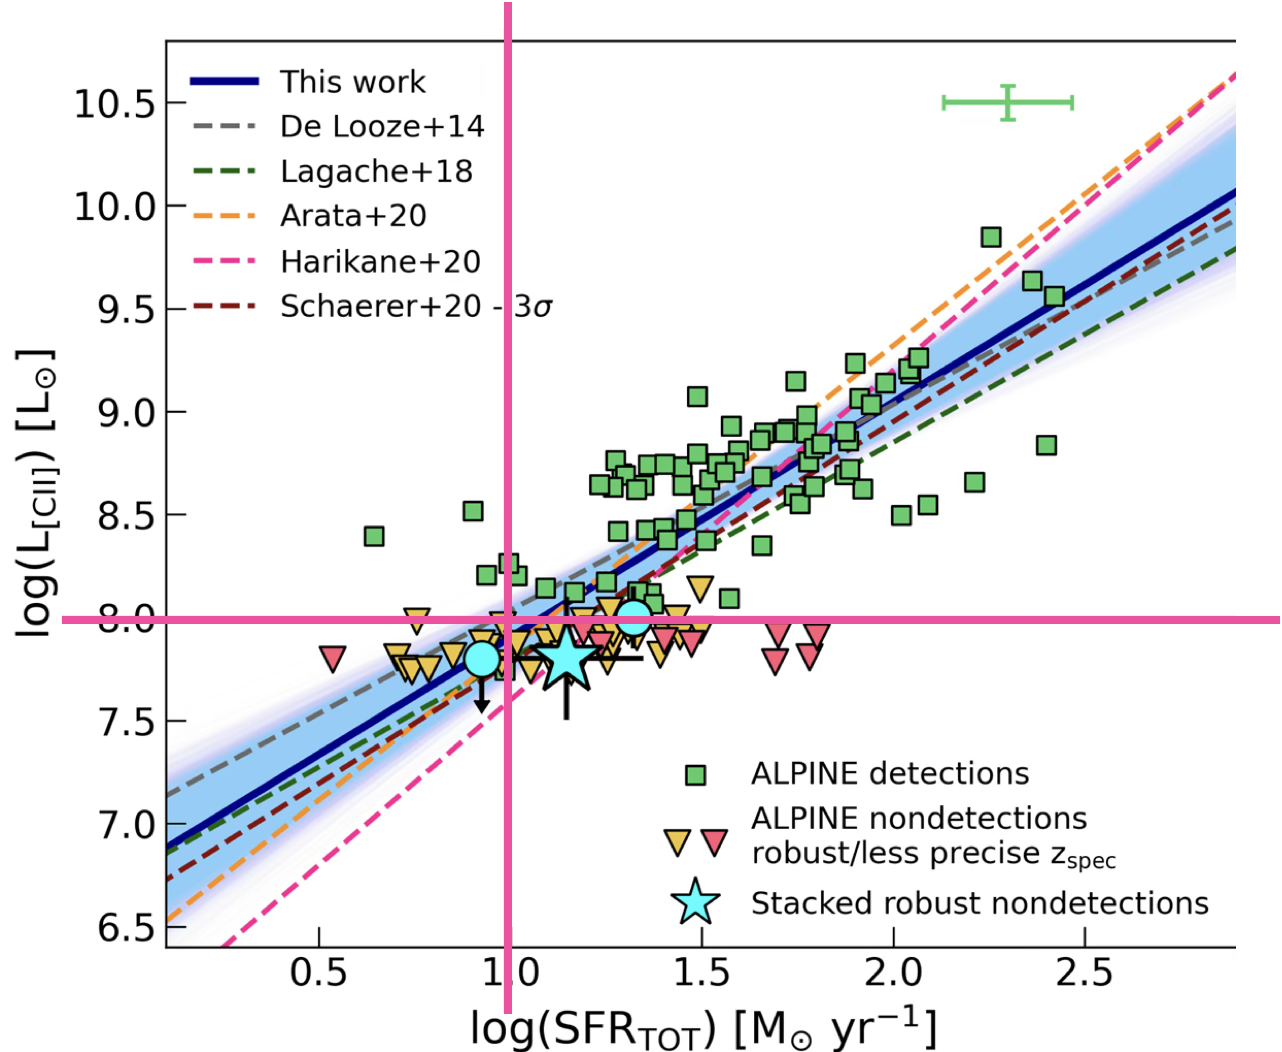 This work
De Looze+14
Lagache+18
Arata+20
Harikane+20
Schaerer+20 -3σ
10.5
10.0
9.5
9.0
8.5
8.0
7.5
7.0
6.5
log(L[CII]) [L⊙]
ALPINE detections
ALPINE nondetections
robust/less precise zspec
Stacked robust nondetections
0.5 1.0 1.5 2.0 2.5
log(SFRTOT) [M⊙ yr−1]